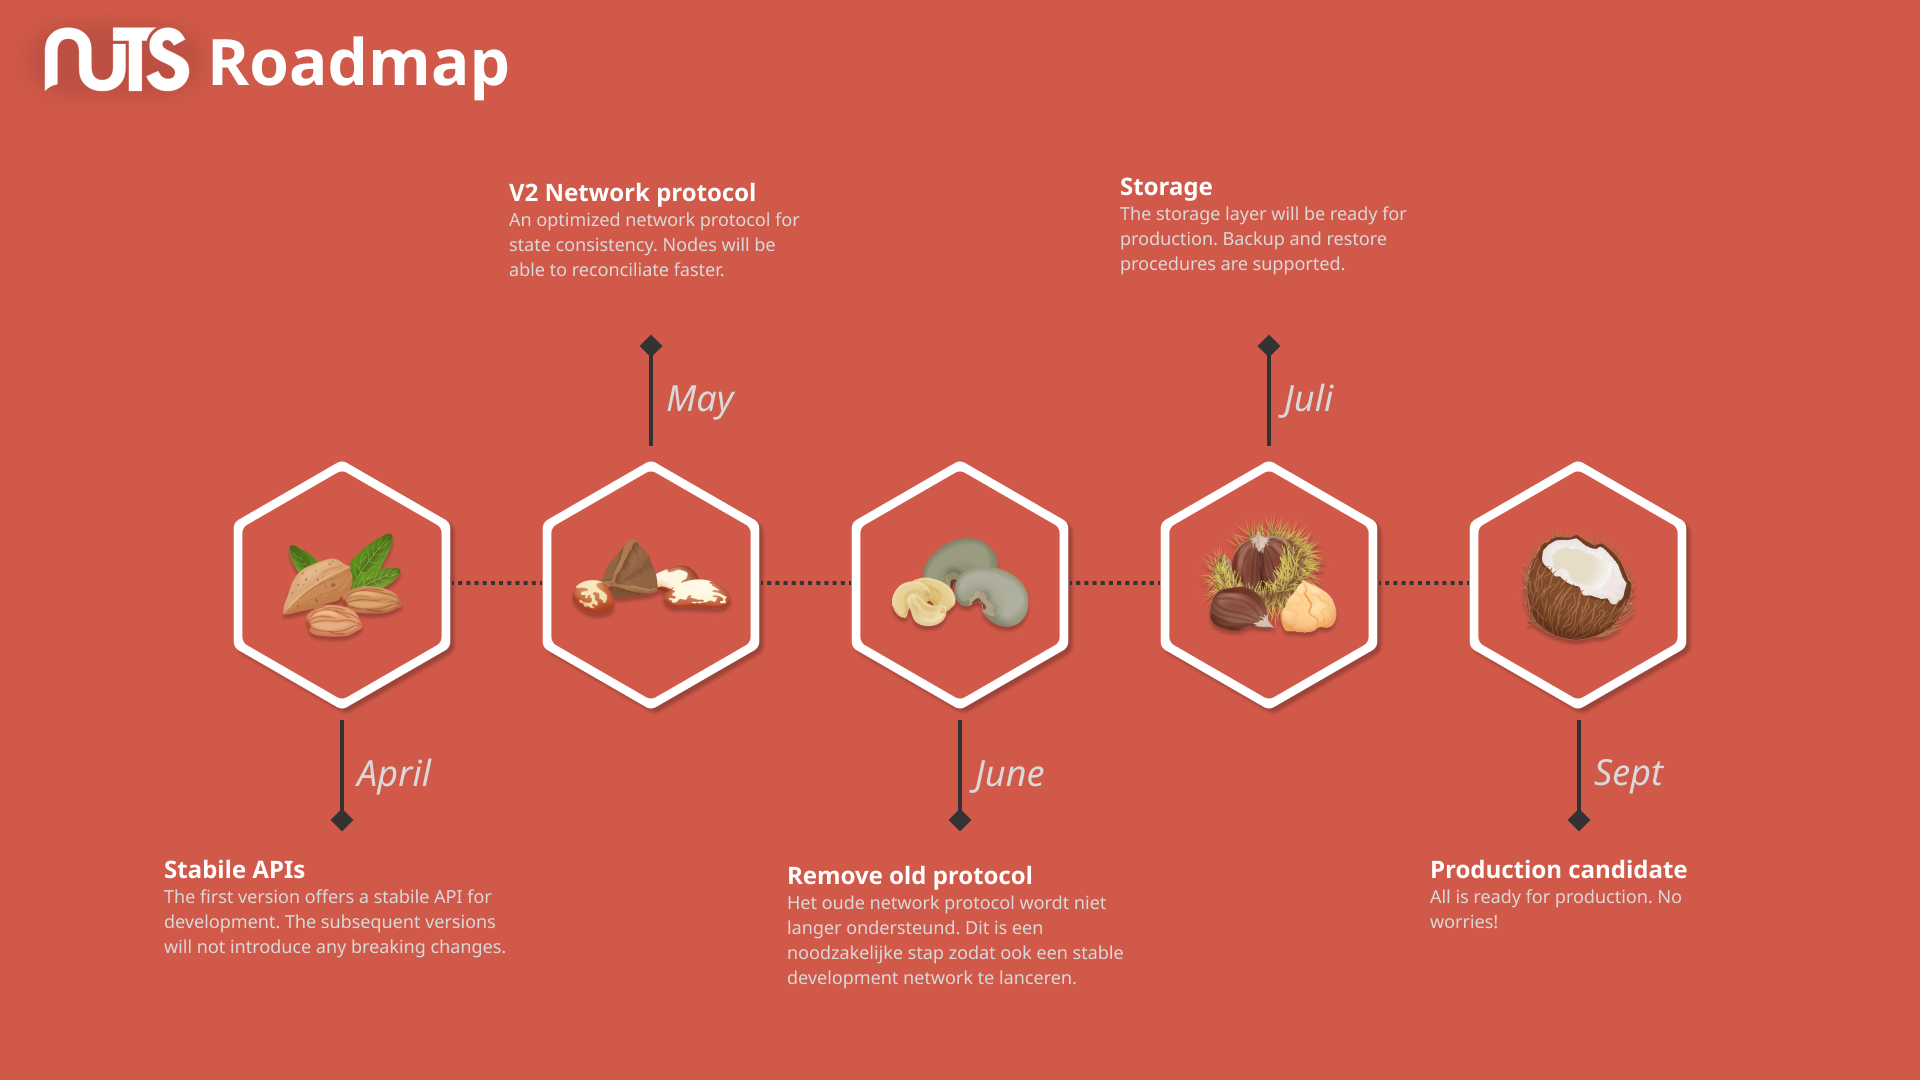 NUTS Roadmap
V2 Network protocol
An optimized network protocol for
state consistency. Nodes will be
able to reconciliate faster.
Storage
The storage layer will be ready for
production. Backup and restore
procedures are supported.
May
Juli
April
June
Sept
Stabile APIs
The first version offers a stabile API for
development. The subsequent versions
will not introduce any breaking changes.
Remove old protocol
Het oude network protocol wordt niet
langer ondersteund. Dit is een
noodzakelijke stap zodat ook een stable
development network te lanceren.
Production candidate
All is ready for production. No
worries!